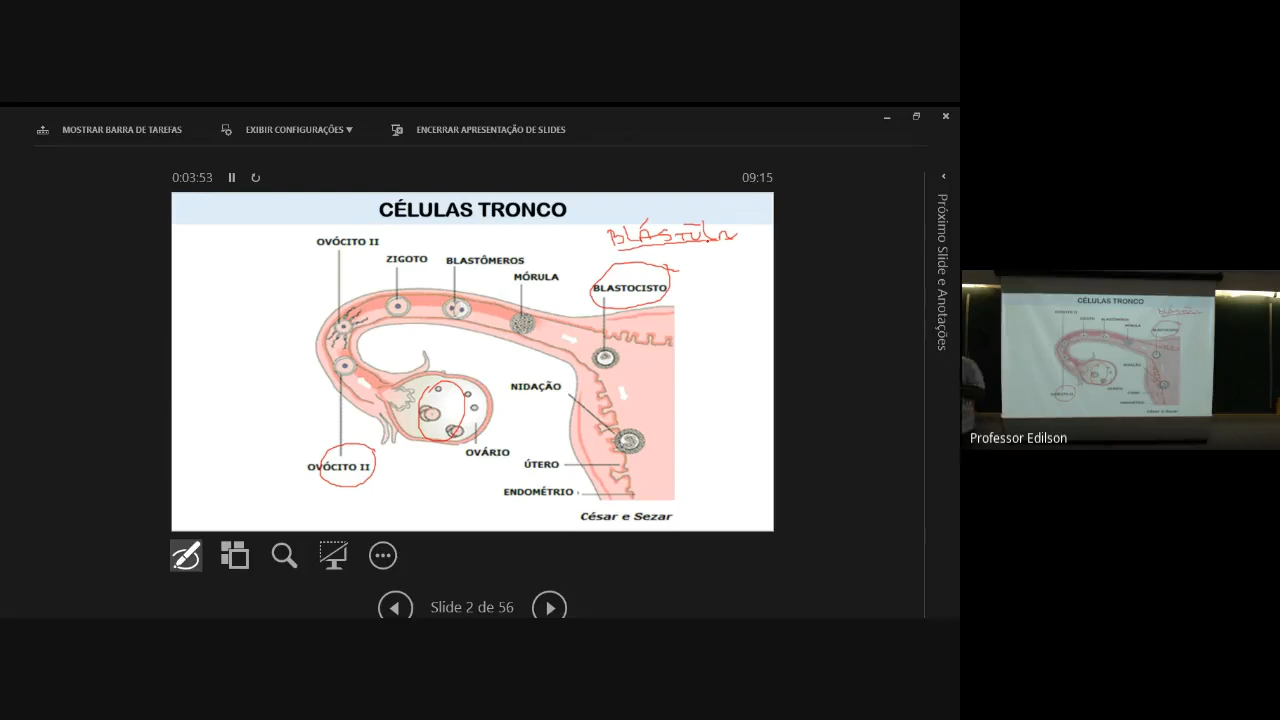 MOSTRAR BARRA DE TAREFAS EXIBIR CONFIGURAÇÕES ▼ ENCERRAR APRESENTAÇÃO DE SLIDES
0:03:53 09:15
CÉLULAS TRONCO
BLÁSTULA
OVÓCITO II
ZIGOTO
BLASTÔMEROS
MÓRULA
BLASTOCISTO
NIDAÇÃO
OVÁRIO
OVÓCITO II
ÚTERO
ENDOMÉTRIO
César e Sezar
Slide 2 de 56
Próximo Slide e Anotações
CÉLULAS TRONCO
Professor Edilson